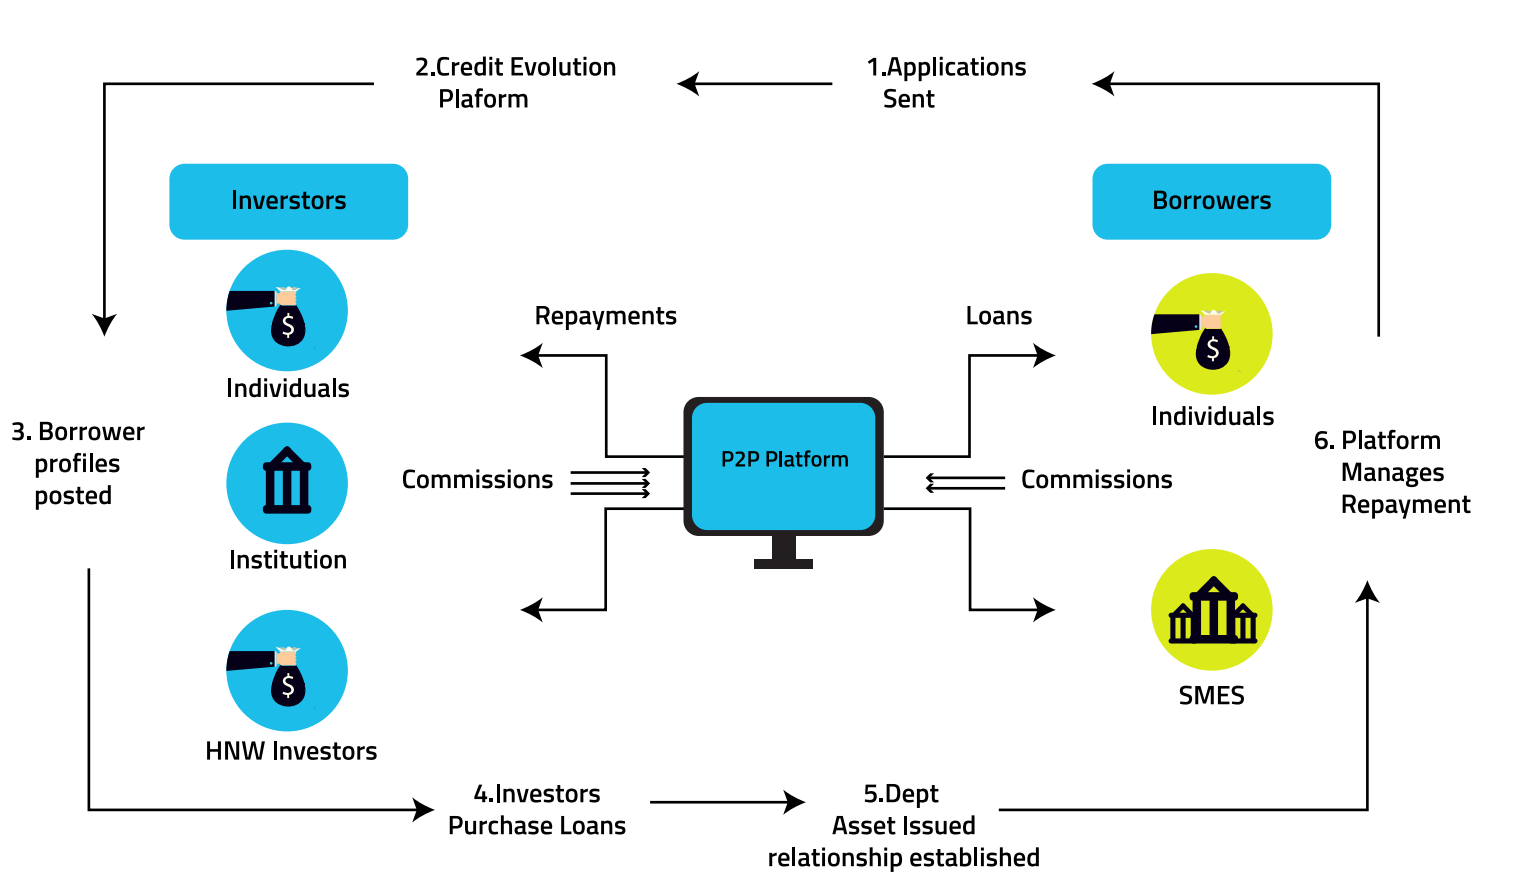 2.Credit Evolution
Plaform
1.Applications
Sent
Inverstors
Borrowers
$
Individuals
Repayments
Loans
$
Individuals
3. Borrower
profiles
posted
Institution
Commissions
P2P Platform
Commissions
6. Platform
Manages
Repayment
$
HNW Investors
SMES
4.Investors
Purchase Loans
5.Dept
Asset Issued
relationship established